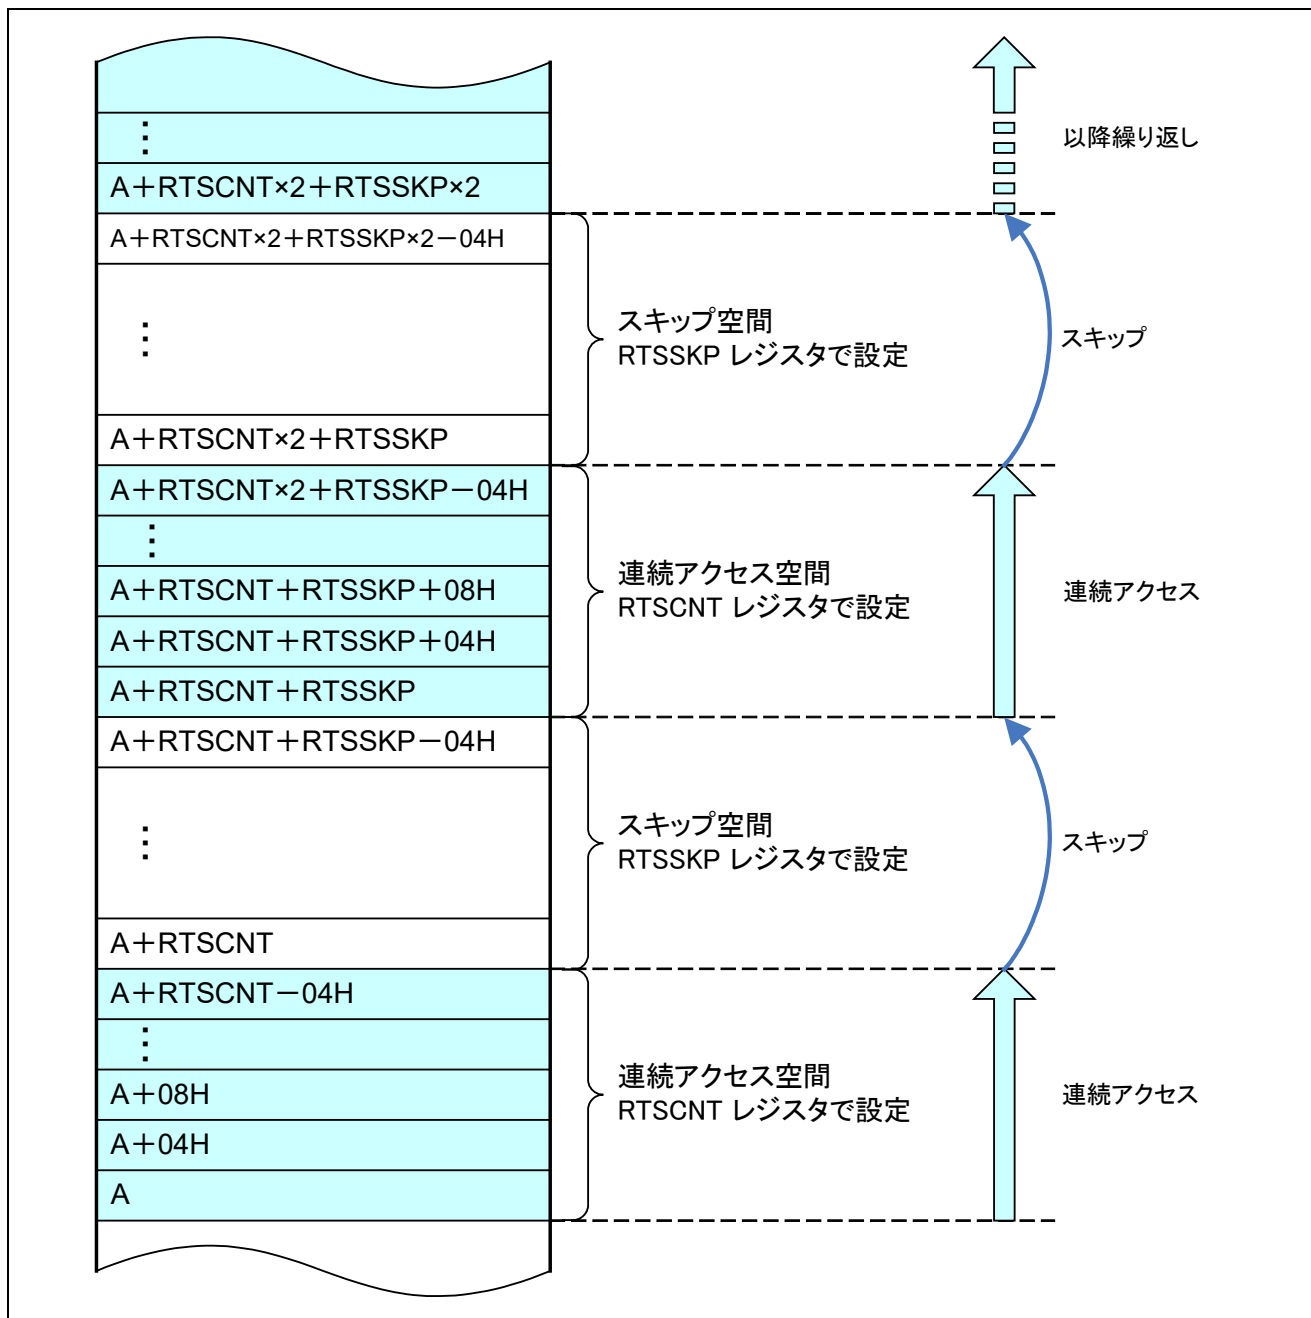 ⋮
以降繰り返し
A+RTSCNT×2+RTSSKP×2
A+RTSCNT×2+RTSSKP×2-04H
⋮
スキップ空間
RTSSKP レジスタで設定
スキップ
A+RTSCNT×2+RTSSKP
A+RTSCNT×2+RTSSKP-04H
⋮
A+RTSCNT+RTSSKP+08H
連続アクセス空間
RTSCNT レジスタで設定
連続アクセス
A+RTSCNT+RTSSKP+04H
A+RTSCNT+RTSSKP
A+RTSCNT+RTSSKP-04H
⋮
スキップ空間
RTSSKP レジスタで設定
スキップ
A+RTSCNT
A+RTSCNT-04H
⋮
A+08H
連続アクセス空間
RTSCNT レジスタで設定
連続アクセス
A+04H
A